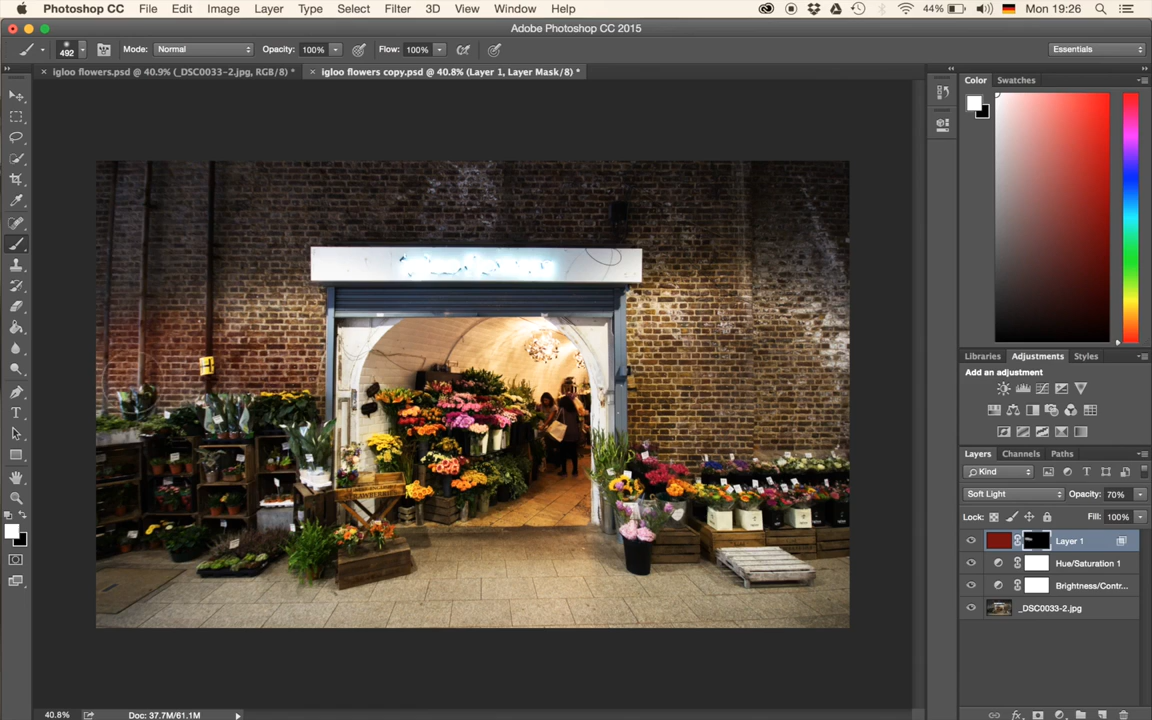 Photoshop CC File Edit Image Layer Type Select Filter 3D View Window Help 44% Mon 19:26
Adobe Photoshop CC 2015
492 Mode: Normal Opacity: 100% Flow: 100% Essentials
× igloo flowers.psd @ 40.9% (_DSC0033-2.jpg, RGB/8) * × igloo flowers copy.psd @ 40.8% (Layer 1, Layer Mask/8) *
Color Swatches
Libraries Adjustments Styles
Add an adjustment
Layers Channels Paths
Kind
Soft Light Opacity: 70%
Lock: Fill: 100%
Layer 1
Hue/Saturation 1
Brightness/Contr...
_DSC0033-2.jpg
40.8% Doc: 37.7M/61.1M